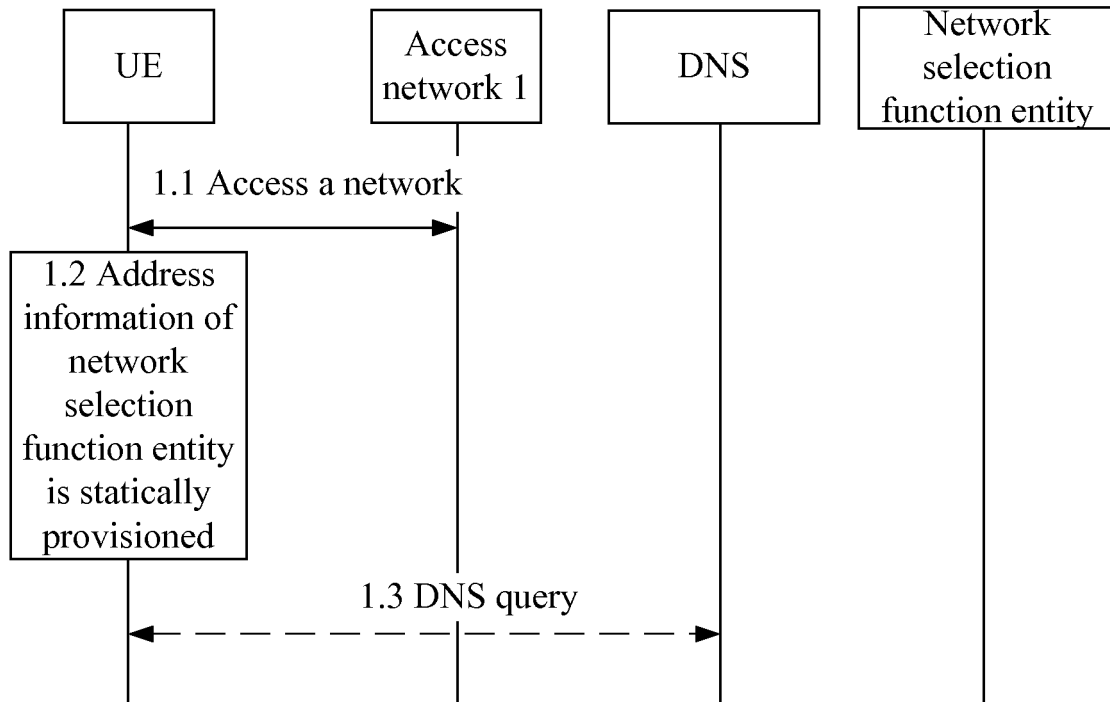 UE
Access
network 1
DNS
Network
selection
function entity
1.1 Access a network
1.2 Address
information of
network
selection
function entity
is statically
provisioned
1.3 DNS query